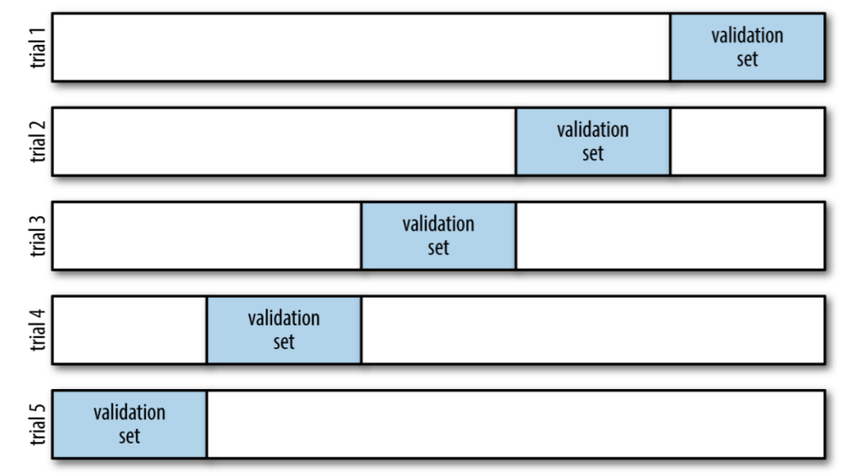 trial 1
validation
set
trial 2
validation
set
trial 3
validation
set
trial 4
validation
set
trial 5
validation
set